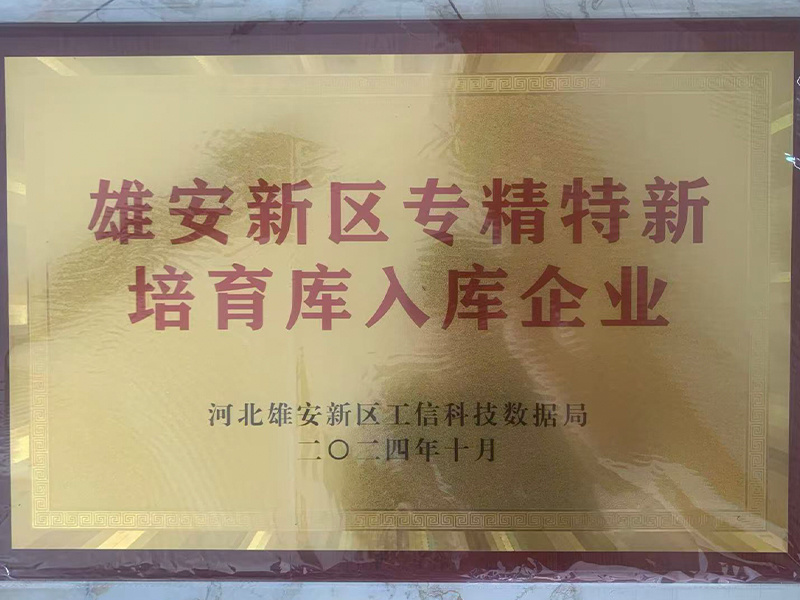 雄安新区专精特新
培育库入库企业
河北雄安新区工信科技数据局
二〇二四年十月